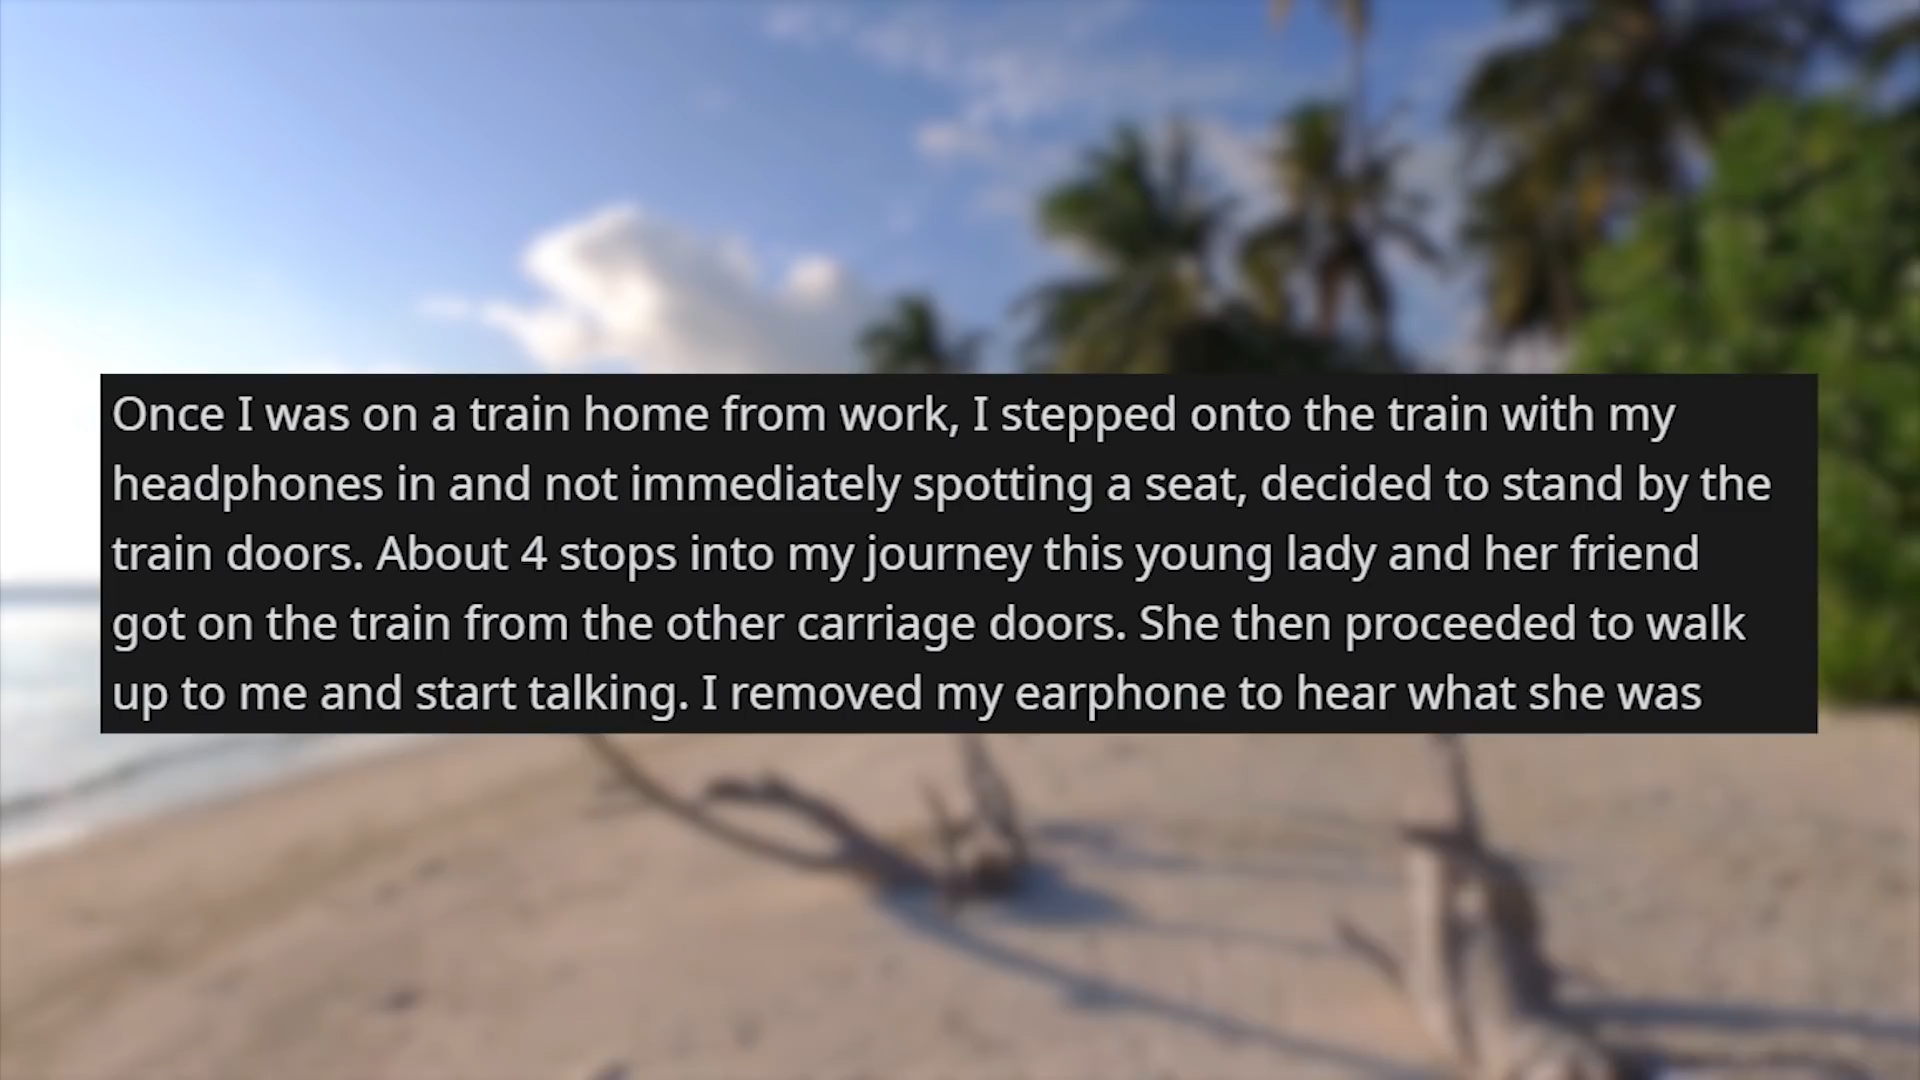 Once I was on a train home from work, I stepped onto the train with my
headphones in and not immediately spotting a seat, decided to stand by the
train doors. About 4 stops into my journey this young lady and her friend
got on the train from the other carriage doors. She then proceeded to walk
up to me and start talking. I removed my earphone to hear what she was